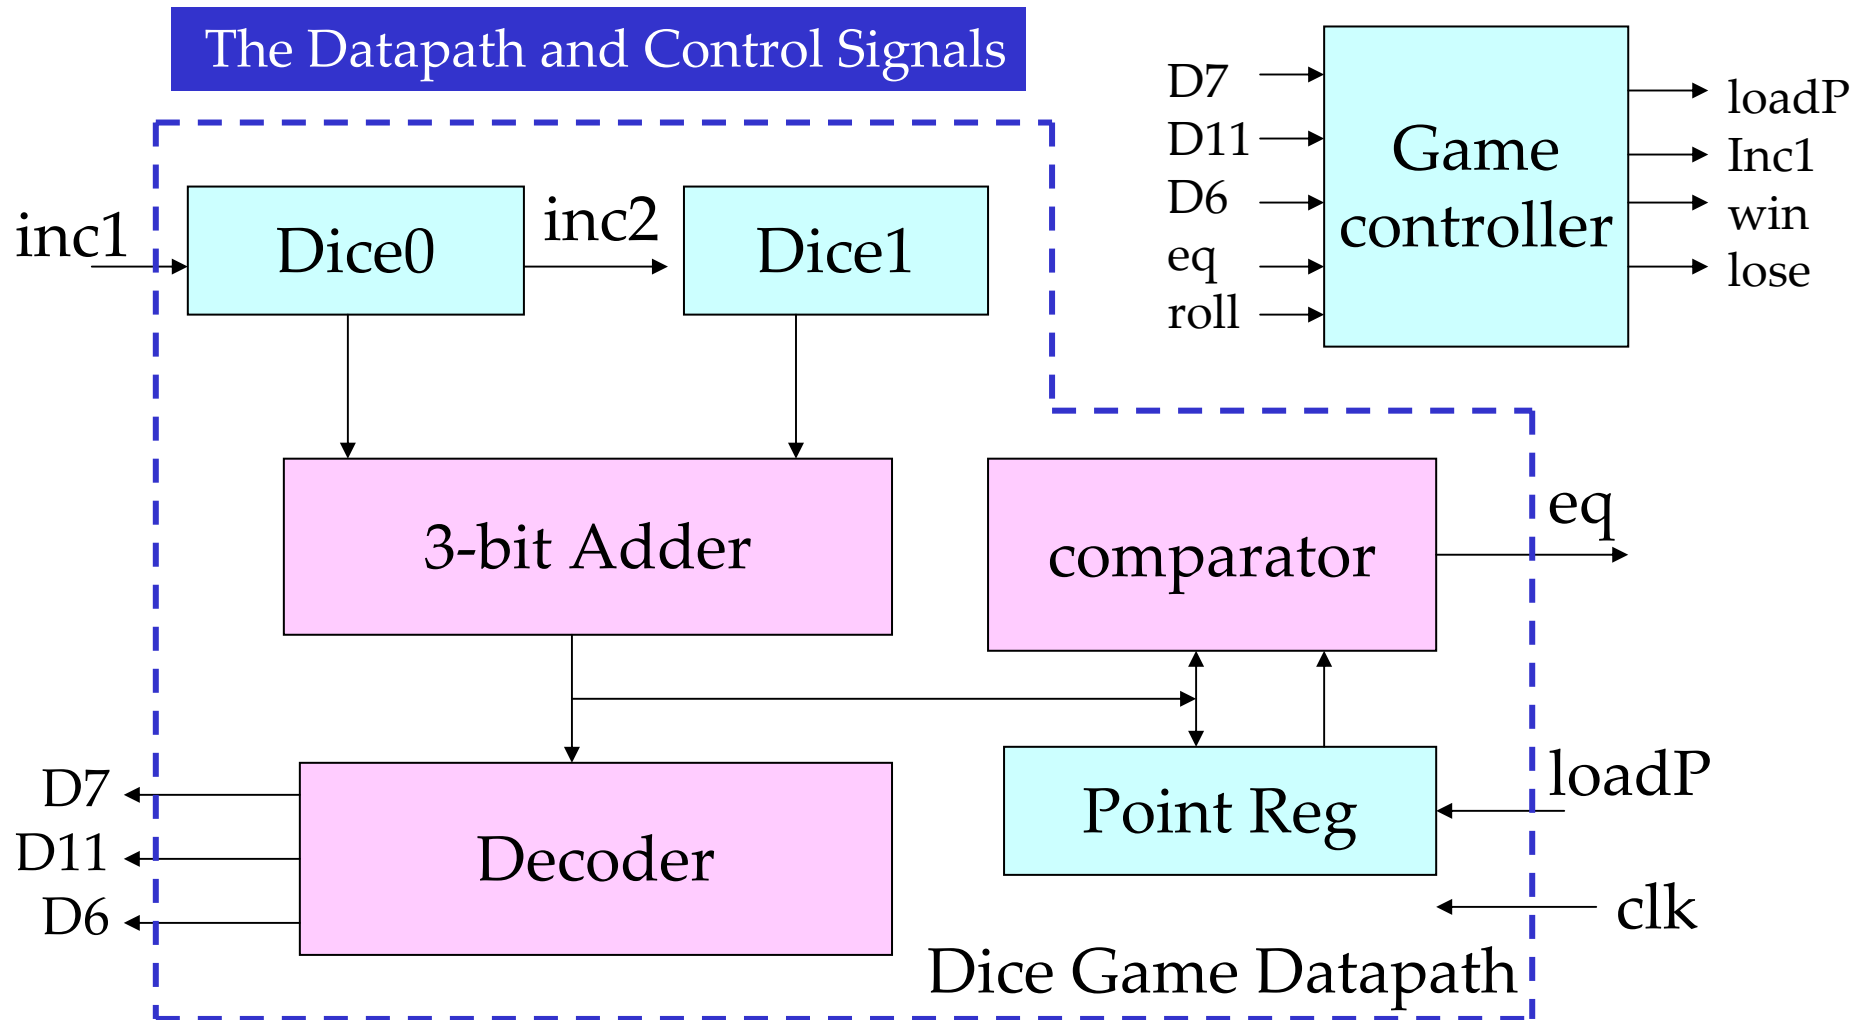 The Datapath and Control Signals
D7
D11
D6
eq
roll
Game
controller
loadP
Inc1
win
lose
inc1
Dice0
inc2
Dice1
3-bit Adder
comparator
eq
D7
D11
D6
Decoder
Point Reg
loadP
clk
Dice Game Datapath